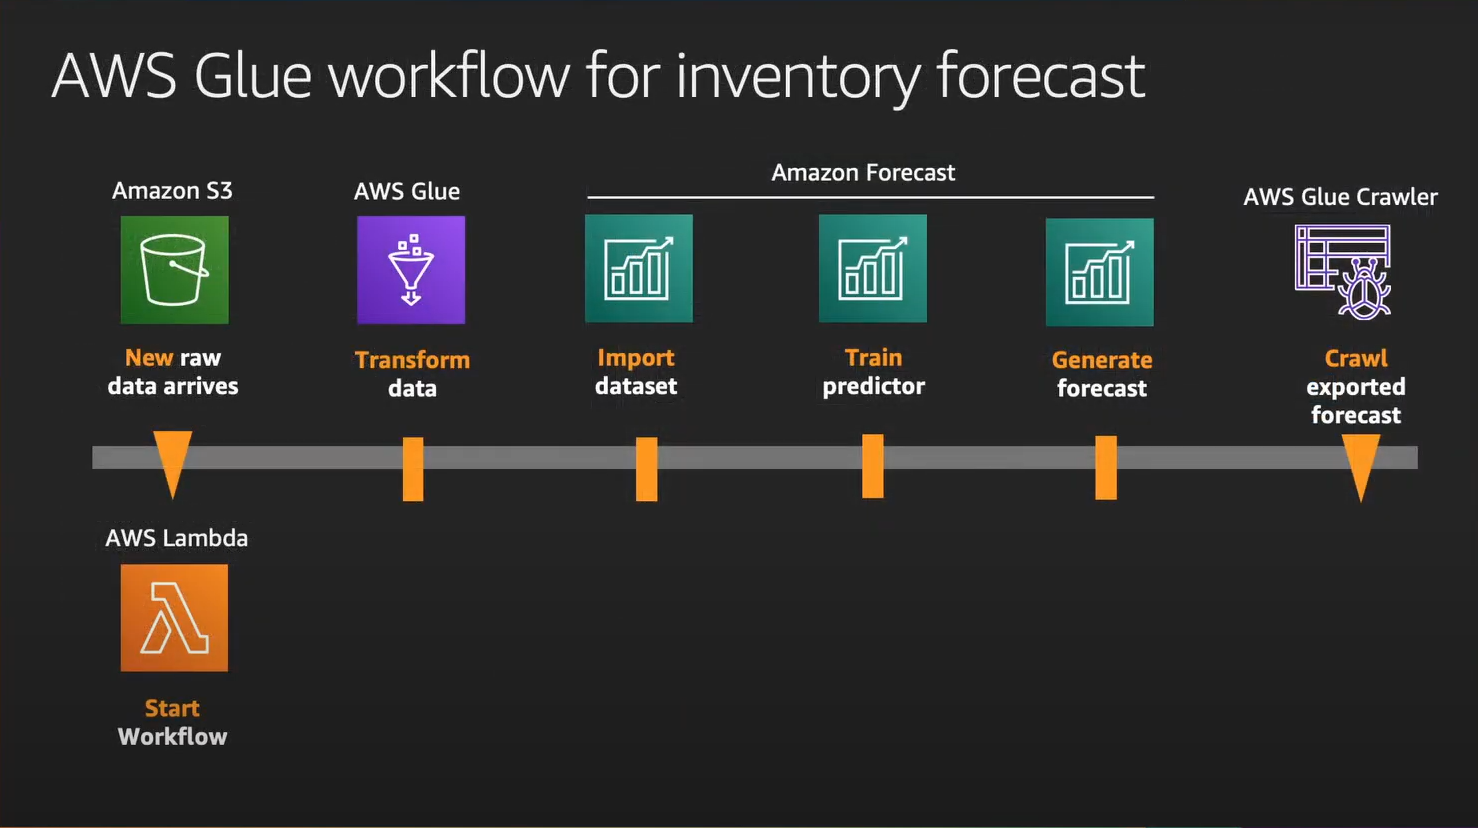 AWS Glue workflow for inventory forecast
Amazon S3
New raw
data arrives
AWS Glue
Transform
data
Amazon Forecast
Import
dataset
Train
predictor
Generate
forecast
AWS Glue Crawler
Crawl
exported
forecast
AWS Lambda
Start
Workflow